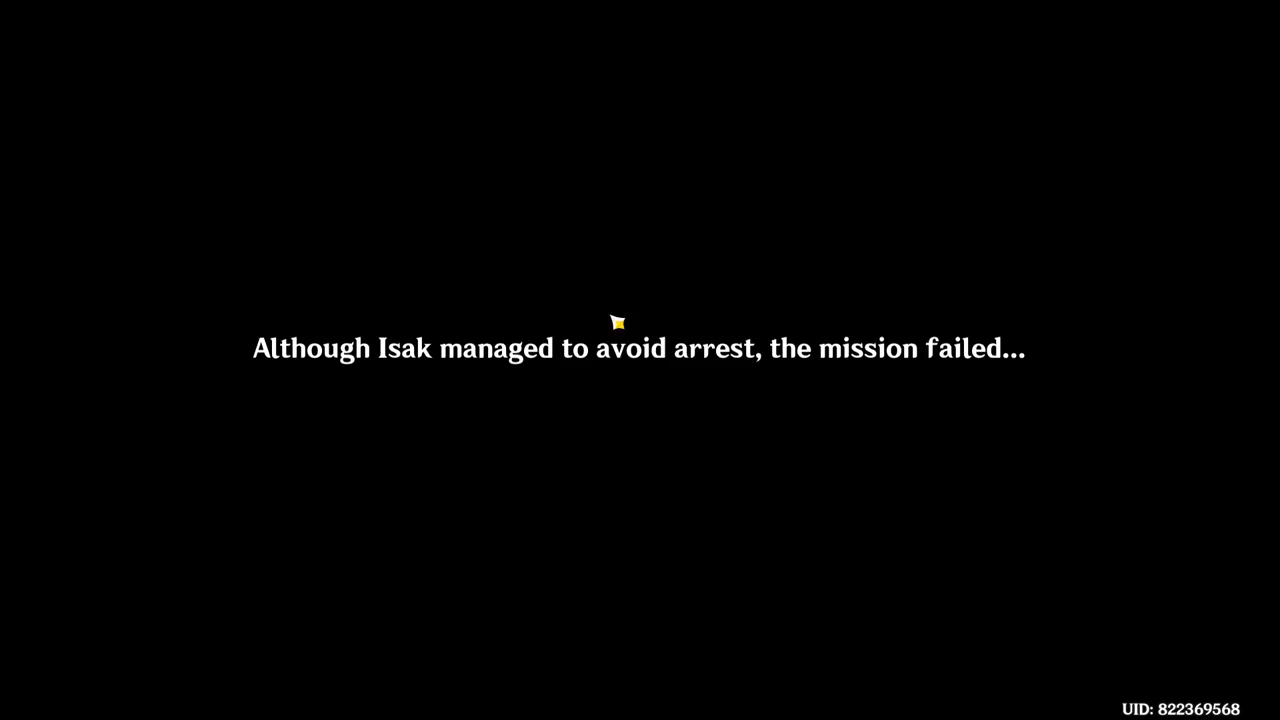 Although Isak managed to avoid arrest, the mission failed...
UID: 822369568